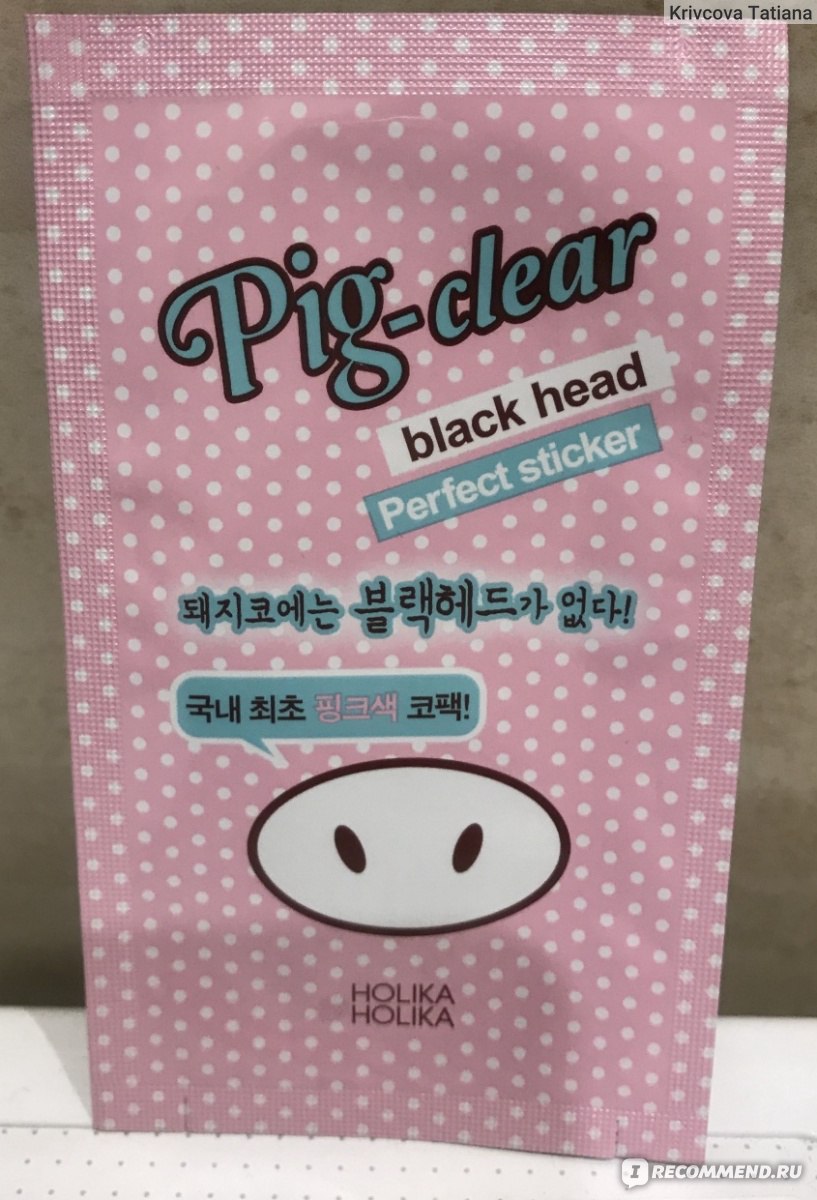 Krivcova Tatiana
Pig-clear
black head
Perfect sticker
돼지코에는 블랙헤드가 없다!
국내 최초 핑크색 코팩!
HOLIKA
HOLIKA
IRECOMMEND.RU